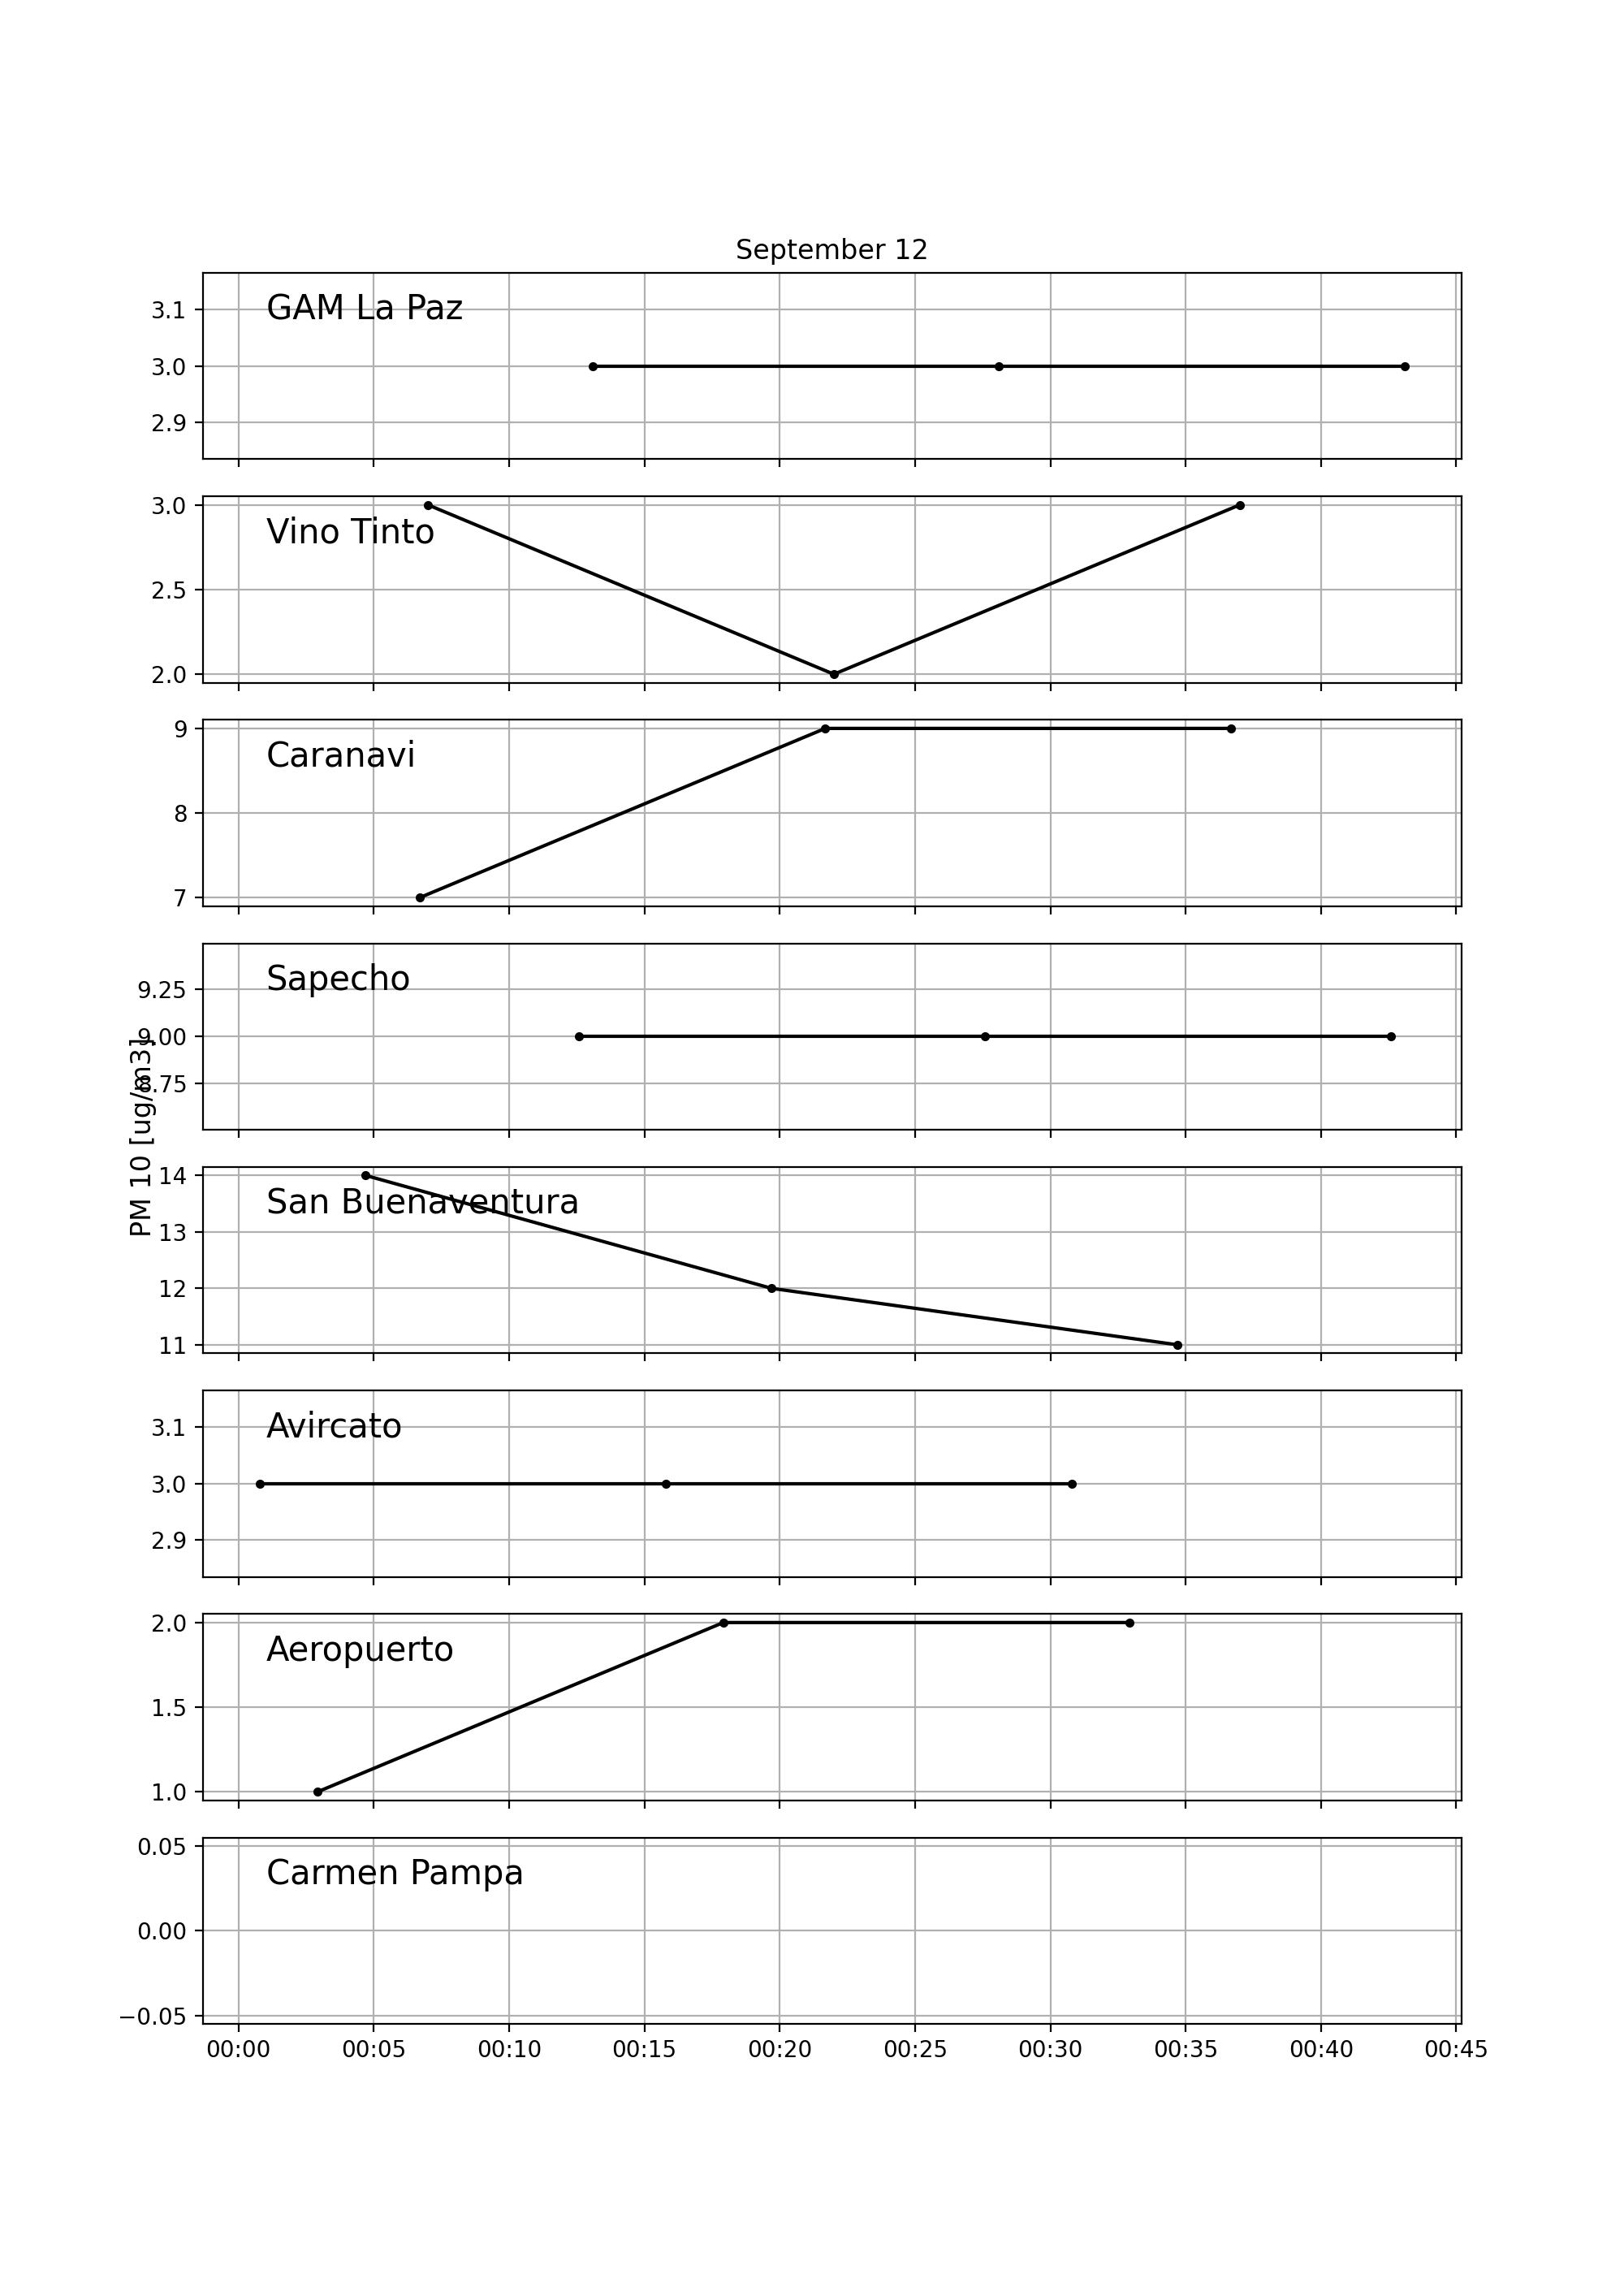 September 12
GAM La Paz
3.1
3.0
2.9
Vino Tinto
3.0
2.5
2.0
Caranavi
9
8
7
Sapecho
9.25
9.00
8.75
PM 10 [ug/m3]
San Buenaventura
14
13
12
11
Avircato
3.1
3.0
2.9
Aeropuerto
2.0
1.5
1.0
Carmen Pampa
0.05
0.00
−0.05
00:00 00:05 00:10 00:15 00:20 00:25 00:30 00:35 00:40 00:45